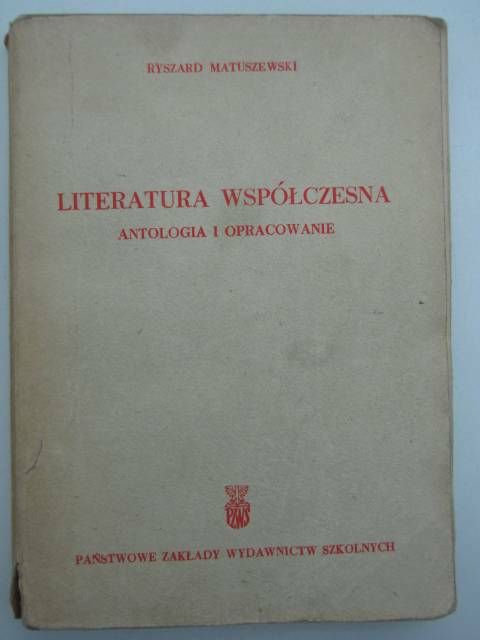 RYSZARD MATUSZEWSKI
LITERATURA WSPÓŁCZESNA
ANTOLOGIA I OPRACOWANIE
PZWS
PAŃSTWOWE ZAKŁADY WYDAWNICTW SZKOLNYCH